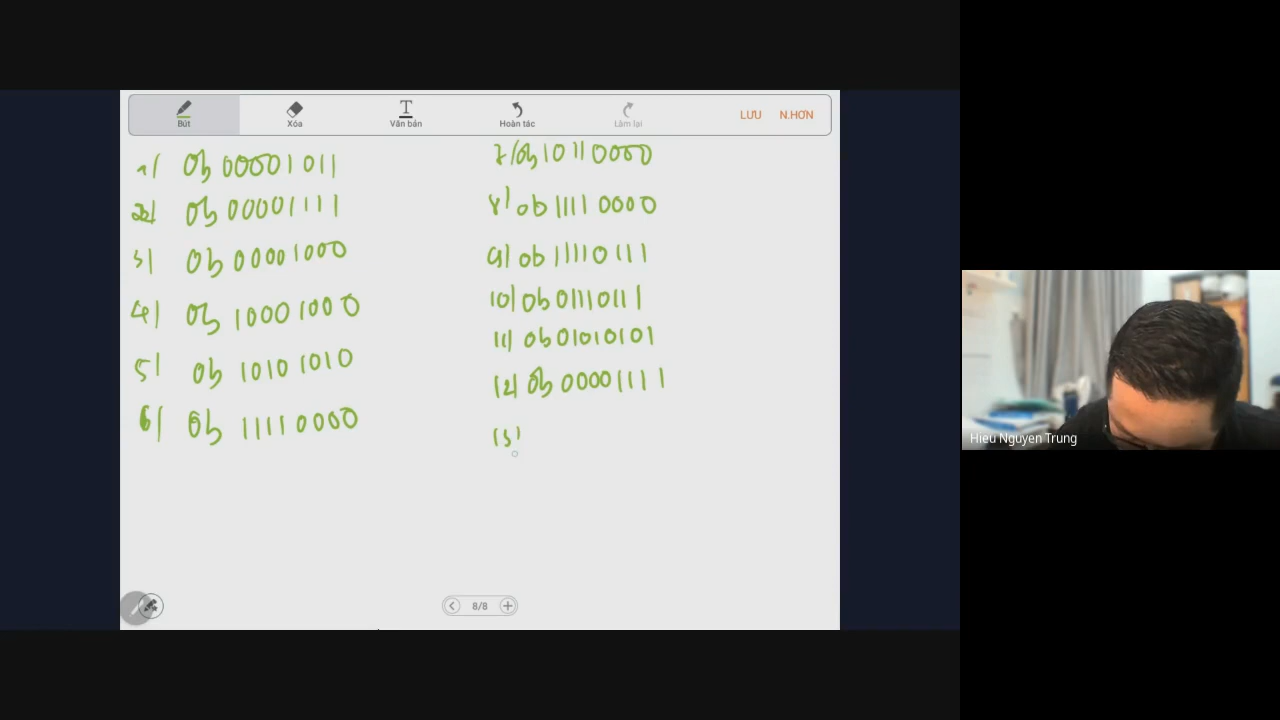 Bút
Xóa
Văn bản
Hoàn tác
Làm lại
LƯU
N.HƠN
1) 0b 00001011
2) 0b 00001111
3) 0b 00001000
4) 0b 10001000
5) 0b 10101010
6) 0b 11110000
7) 0b 10110000
8) 0b 1111 0000
9) 0b 11110111
10) 0b 01110111
11) 0b 01010101
12) 0b 00001111
13)
8/8
Hieu Nguyen Trung